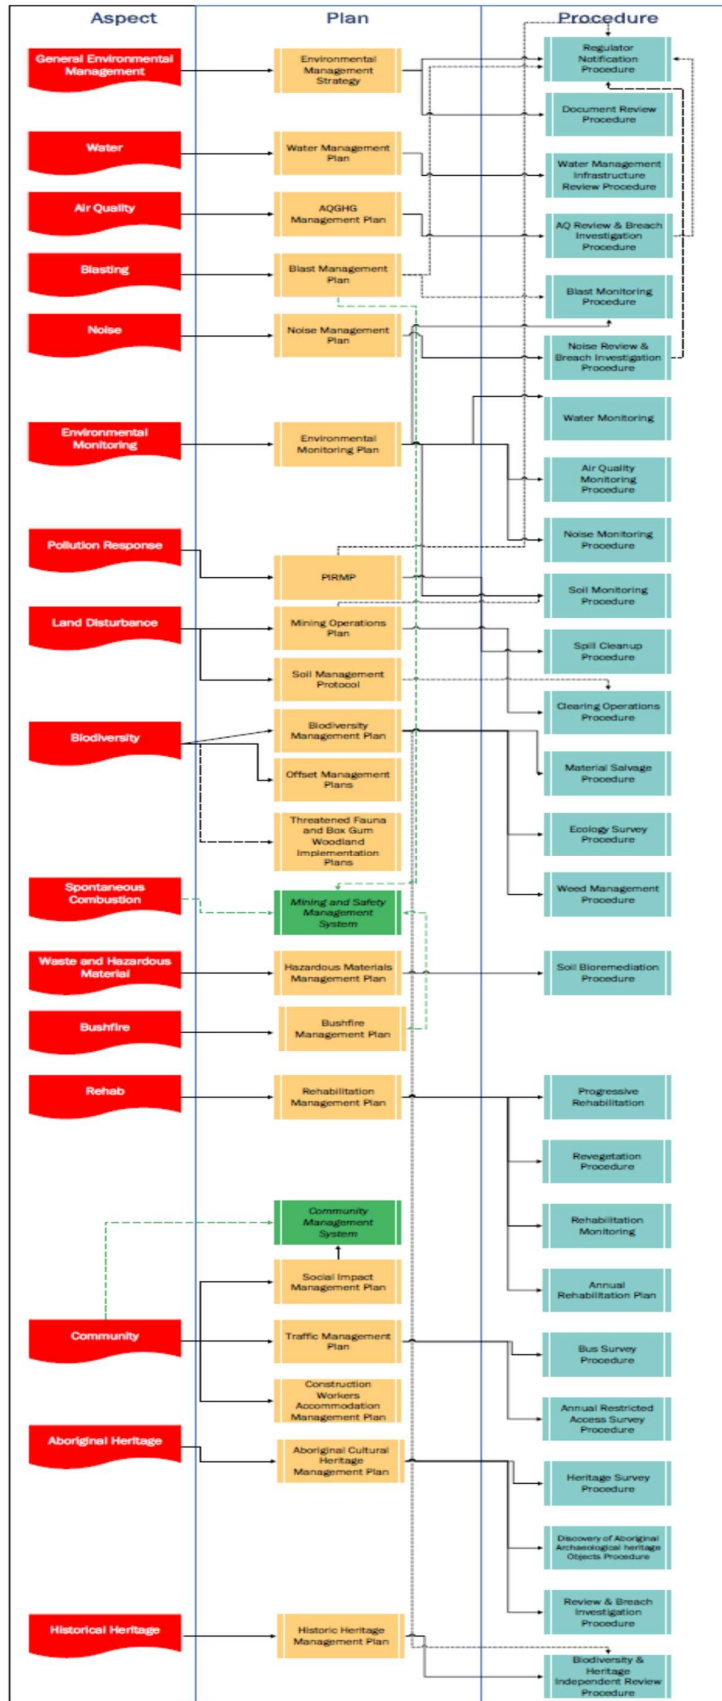 Aspect
Plan
Procedure
General Environmental
Management
Environmental
Management
Strategy
Regulator
Notification
Procedure
Document Review
Procedure
Water
Water Management
Plan
Water Management
Infrastructure
Review Procedure
Air Quality
AQGHG
Management Plan
AQ Review & Breach
Investigation
Procedure
Blasting
Blast Management
Plan
Blast Monitoring
Procedure
Noise
Noise Management
Plan
Noise Review &
Breach Investigation
Procedure
Environmental
Monitoring
Environmental
Monitoring Plan
Water Monitoring
Air Quality
Monitoring
Procedure
Noise Monitoring
Procedure
Pollution Response
PIRMP
Soil Monitoring
Procedure
Land Disturbance
Mining Operations
Plan
Spill Cleanup
Procedure
Soil Management
Protocol
Clearing Operations
Procedure
Biodiversity
Biodiversity
Management Plan
Offset Management
Plans
Material Salvage
Procedure
Threatened Fauna
and Box Gum
Woodland
Implementation
Plans
Ecology Survey
Procedure
Spontaneous
Combustion
Mining and Safety
Management
System
Weed Management
Procedure
Waste and Hazardous
Material
Hazardous Materials
Management Plan
Soil Bioremediation
Procedure
Bushfire
Bushfire
Management Plan
Rehab
Rehabilitation
Management Plan
Progressive
Rehabilitation
Revegetation
Procedure
Community
Management
System
Rehabilitation
Monitoring
Social Impact
Management Plan
Annual
Rehabilitation Plan
Community
Traffic Management
Plan
Bus Survey
Procedure
Construction
Workers
Accommodation
Management Plan
Annual Restricted
Access Survey
Procedure
Aboriginal Heritage
Aboriginal Cultural
Heritage
Management Plan
Heritage Survey
Procedure
Discovery of Aboriginal
Archaeological heritage
Objects Procedure
Review & Breach
Investigation
Procedure
Historical Heritage
Historic Heritage
Management Plan
Biodiversity &
Heritage
Independent Review
Procedure